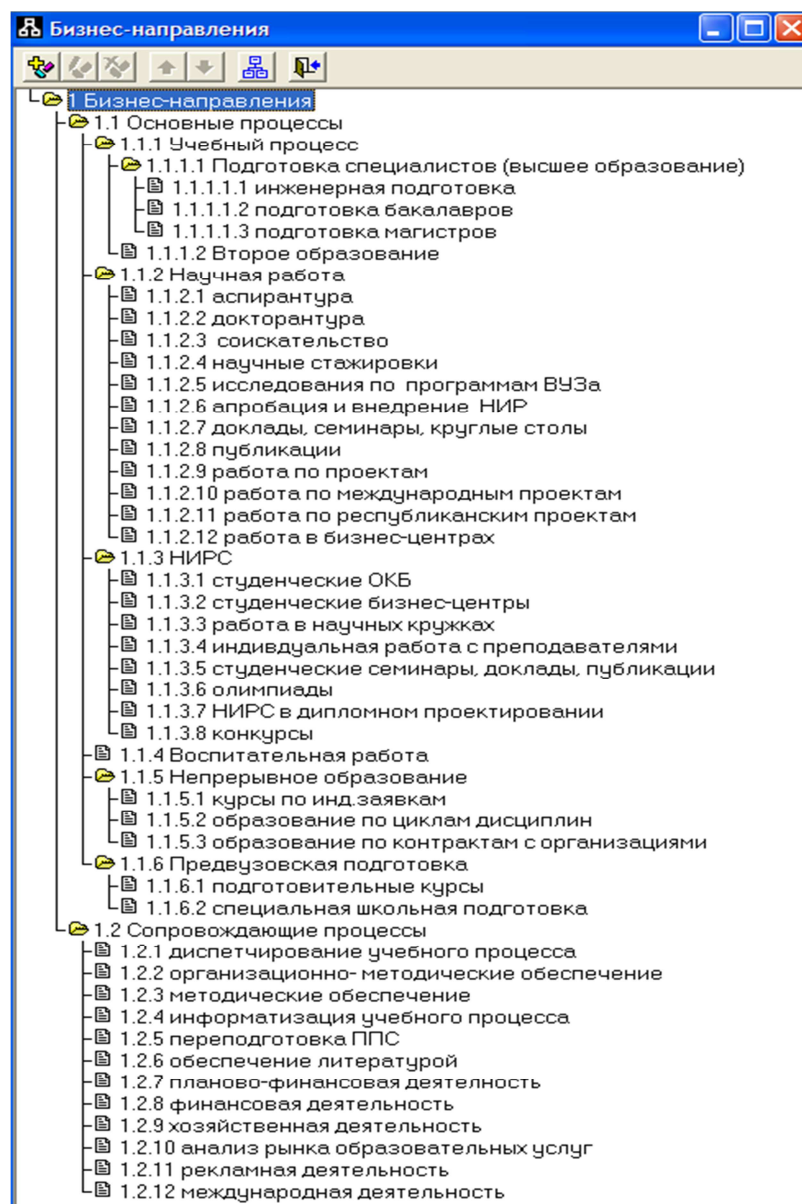 Бизнес-направления
1 Бизнес-направления
1.1 Основные процессы
1.1.1 Учебный процесс
1.1.1.1 Подготовка специалистов (высшее образование)
1.1.1.1.1 инженерная подготовка
1.1.1.1.2 подготовка бакалавров
1.1.1.1.3 подготовка магистров
1.1.1.2 Второе образование
1.1.2 Научная работа
1.1.2.1 аспирантура
1.1.2.2 докторантура
1.1.2.3 соискательство
1.1.2.4 научные стажировки
1.1.2.5 исследования по программам ВУЗа
1.1.2.6 апробация и внедрение НИР
1.1.2.7 доклады, семинары, круглые столы
1.1.2.8 публикации
1.1.2.9 работа по проектам
1.1.2.10 работа по международным проектам
1.1.2.11 работа по республиканским проектам
1.1.2.12 работа в бизнес-центрах
1.1.3 НИРС
1.1.3.1 студенческие ОКБ
1.1.3.2 студенческие бизнес-центры
1.1.3.3 работа в научных кружках
1.1.3.4 индивдуальная работа с преподавателями
1.1.3.5 студенческие семинары, доклады, публикации
1.1.3.6 олимпиады
1.1.3.7 НИРС в дипломном проектировании
1.1.3.8 конкурсы
1.1.4 Воспитательная работа
1.1.5 Непрерывное образование
1.1.5.1 курсы по инд.заявкам
1.1.5.2 образование по циклам дисциплин
1.1.5.3 образование по контрактам с организациями
1.1.6 Предвузовская подготовка
1.1.6.1 подготовительные курсы
1.1.6.2 специальная школьная подготовка
1.2 Сопровождающие процессы
1.2.1 диспетчирование учебного процесса
1.2.2 организационно- методические обеспечение
1.2.3 методические обеспечение
1.2.4 информатизация учебного процесса
1.2.5 переподготовка ППС
1.2.6 обеспечение литературой
1.2.7 планово-финансовая деятелность
1.2.8 финансовая деятельность
1.2.9 хозяйственная деятельность
1.2.10 анализ рынка образовательных услуг
1.2.11 рекламная деятельность
1.2.12 международная деятельность